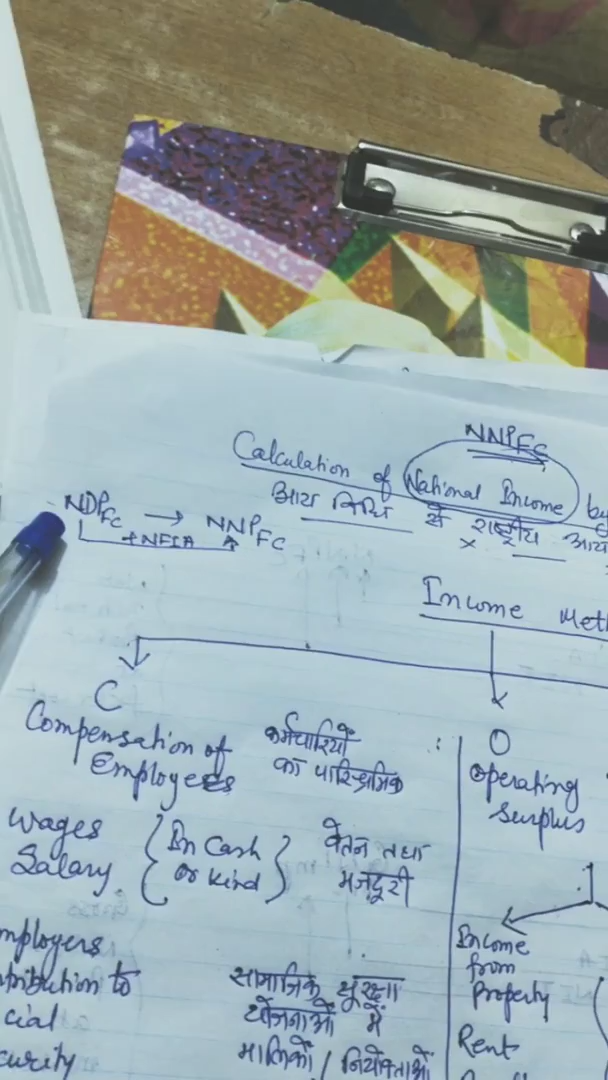 NNPFC
Calculation of National Income by
आय विधि से राष्ट्रीय आय
NDPFC → NNPFC
+NFIA
Income Meth
C
Compensation of
Employees
कर्मचारियों
का पारिश्रमिक
O
Operating
Surplus
Wages
Salary
In Cash
or Kind
वेतन तथा
मजदूरी
Income
from
Property
Rent
mployers
ntribution to
cial
curity
सामाजिक सुरक्षा
योजनाओं में
मालिकों / नियोक्ताओं